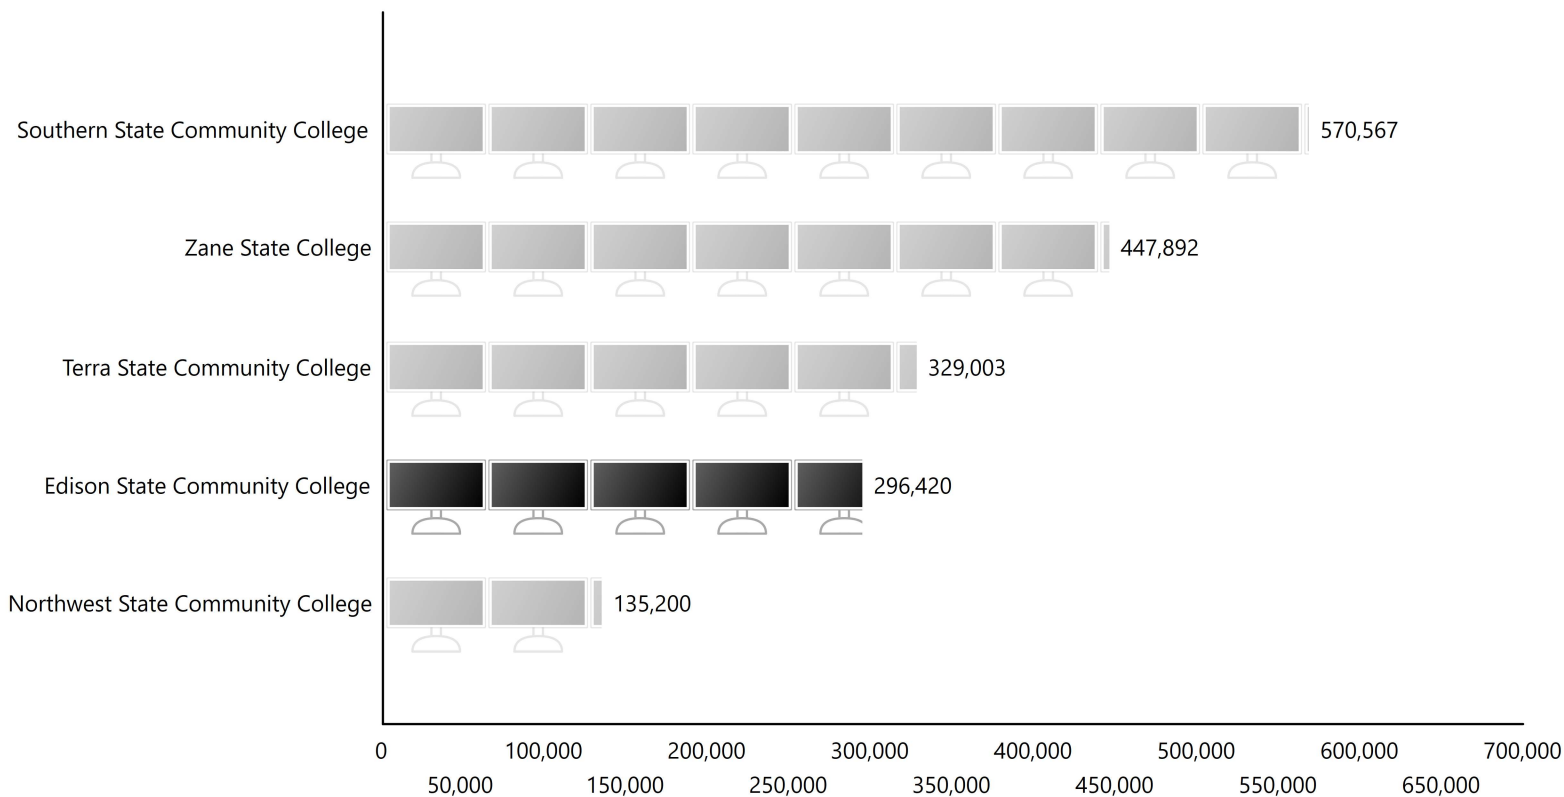 Southern State Community College 570,567
Zane State College 447,892
Terra State Community College 329,003
Edison State Community College 296,420
Northwest State Community College 135,200
0 100,000 200,000 300,000 400,000 500,000 600,000 700,000
50,000 150,000 250,000 350,000 450,000 550,000 650,000